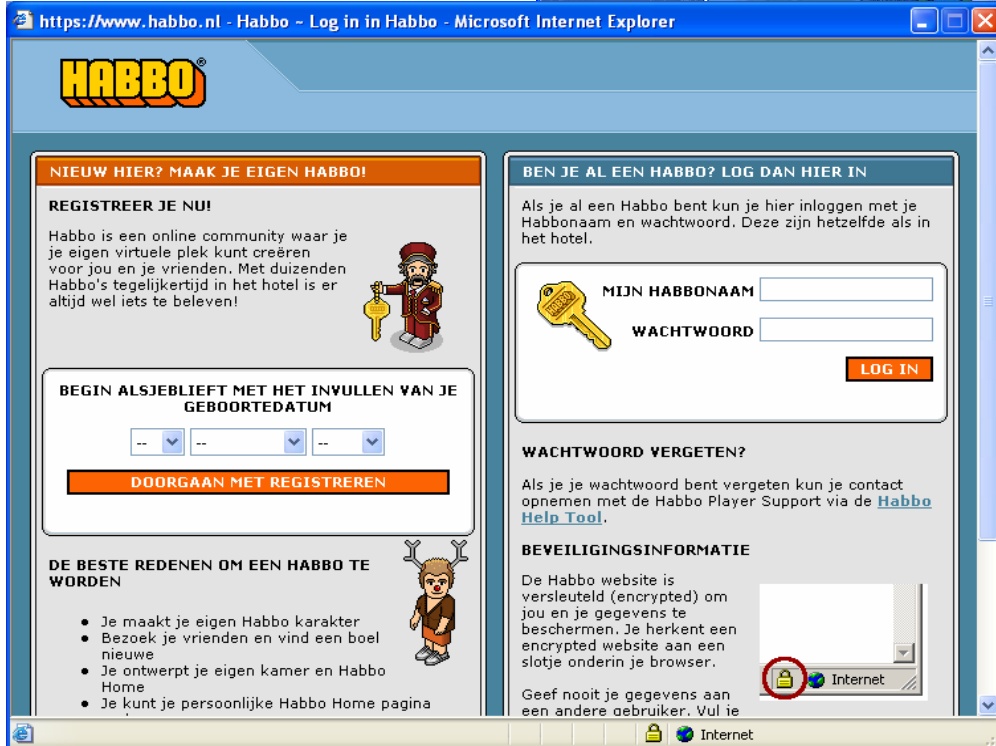 https://www.habbo.nl - Habbo ~ Log in in Habbo - Microsoft Internet Explorer
HABBO®
NIEUW HIER? MAAK JE EIGEN HABBO!
REGISTREER JE NU!
Habbo is een online community waar je
je eigen virtuele plek kunt creëren
voor jou en je vrienden. Met duizenden
Habbo's tegelijkertijd in het hotel is er
altijd wel iets te beleven!
BEGIN ALSJEBLIEFT MET HET INVULLEN VAN JE
GEBOORTEDATUM
-- -- --
DOORGAAN MET REGISTREREN
DE BESTE REDENEN OM EEN HABBO TE
WORDEN
• Je maakt je eigen Habbo karakter
• Bezoek je vrienden en vind een boel
nieuwe
• Je ontwerpt je eigen kamer en Habbo
Home
• Je kunt je persoonlijke Habbo Home pagina
BEN JE AL EEN HABBO? LOG DAN HIER IN
Als je al een Habbo bent kun je hier inloggen met je
Habbonaam en wachtwoord. Deze zijn hetzelfde als in
het hotel.
HABBO
MIJN HABBONAAM
WACHTWOORD
LOG IN
WACHTWOORD VERGETEN?
Als je je wachtwoord bent vergeten kun je contact
opnemen met de Habbo Player Support via de Habbo
Help Tool.
BEVEILIGINGSINFORMATIE
De Habbo website is
versleuteld (encrypted) om
jou en je gegevens te
beschermen. Je herkent een
encrypted website aan een
slotje onderin je browser.
Internet
Geef nooit je gegevens aan
een andere gebruiker. Vul je
Internet